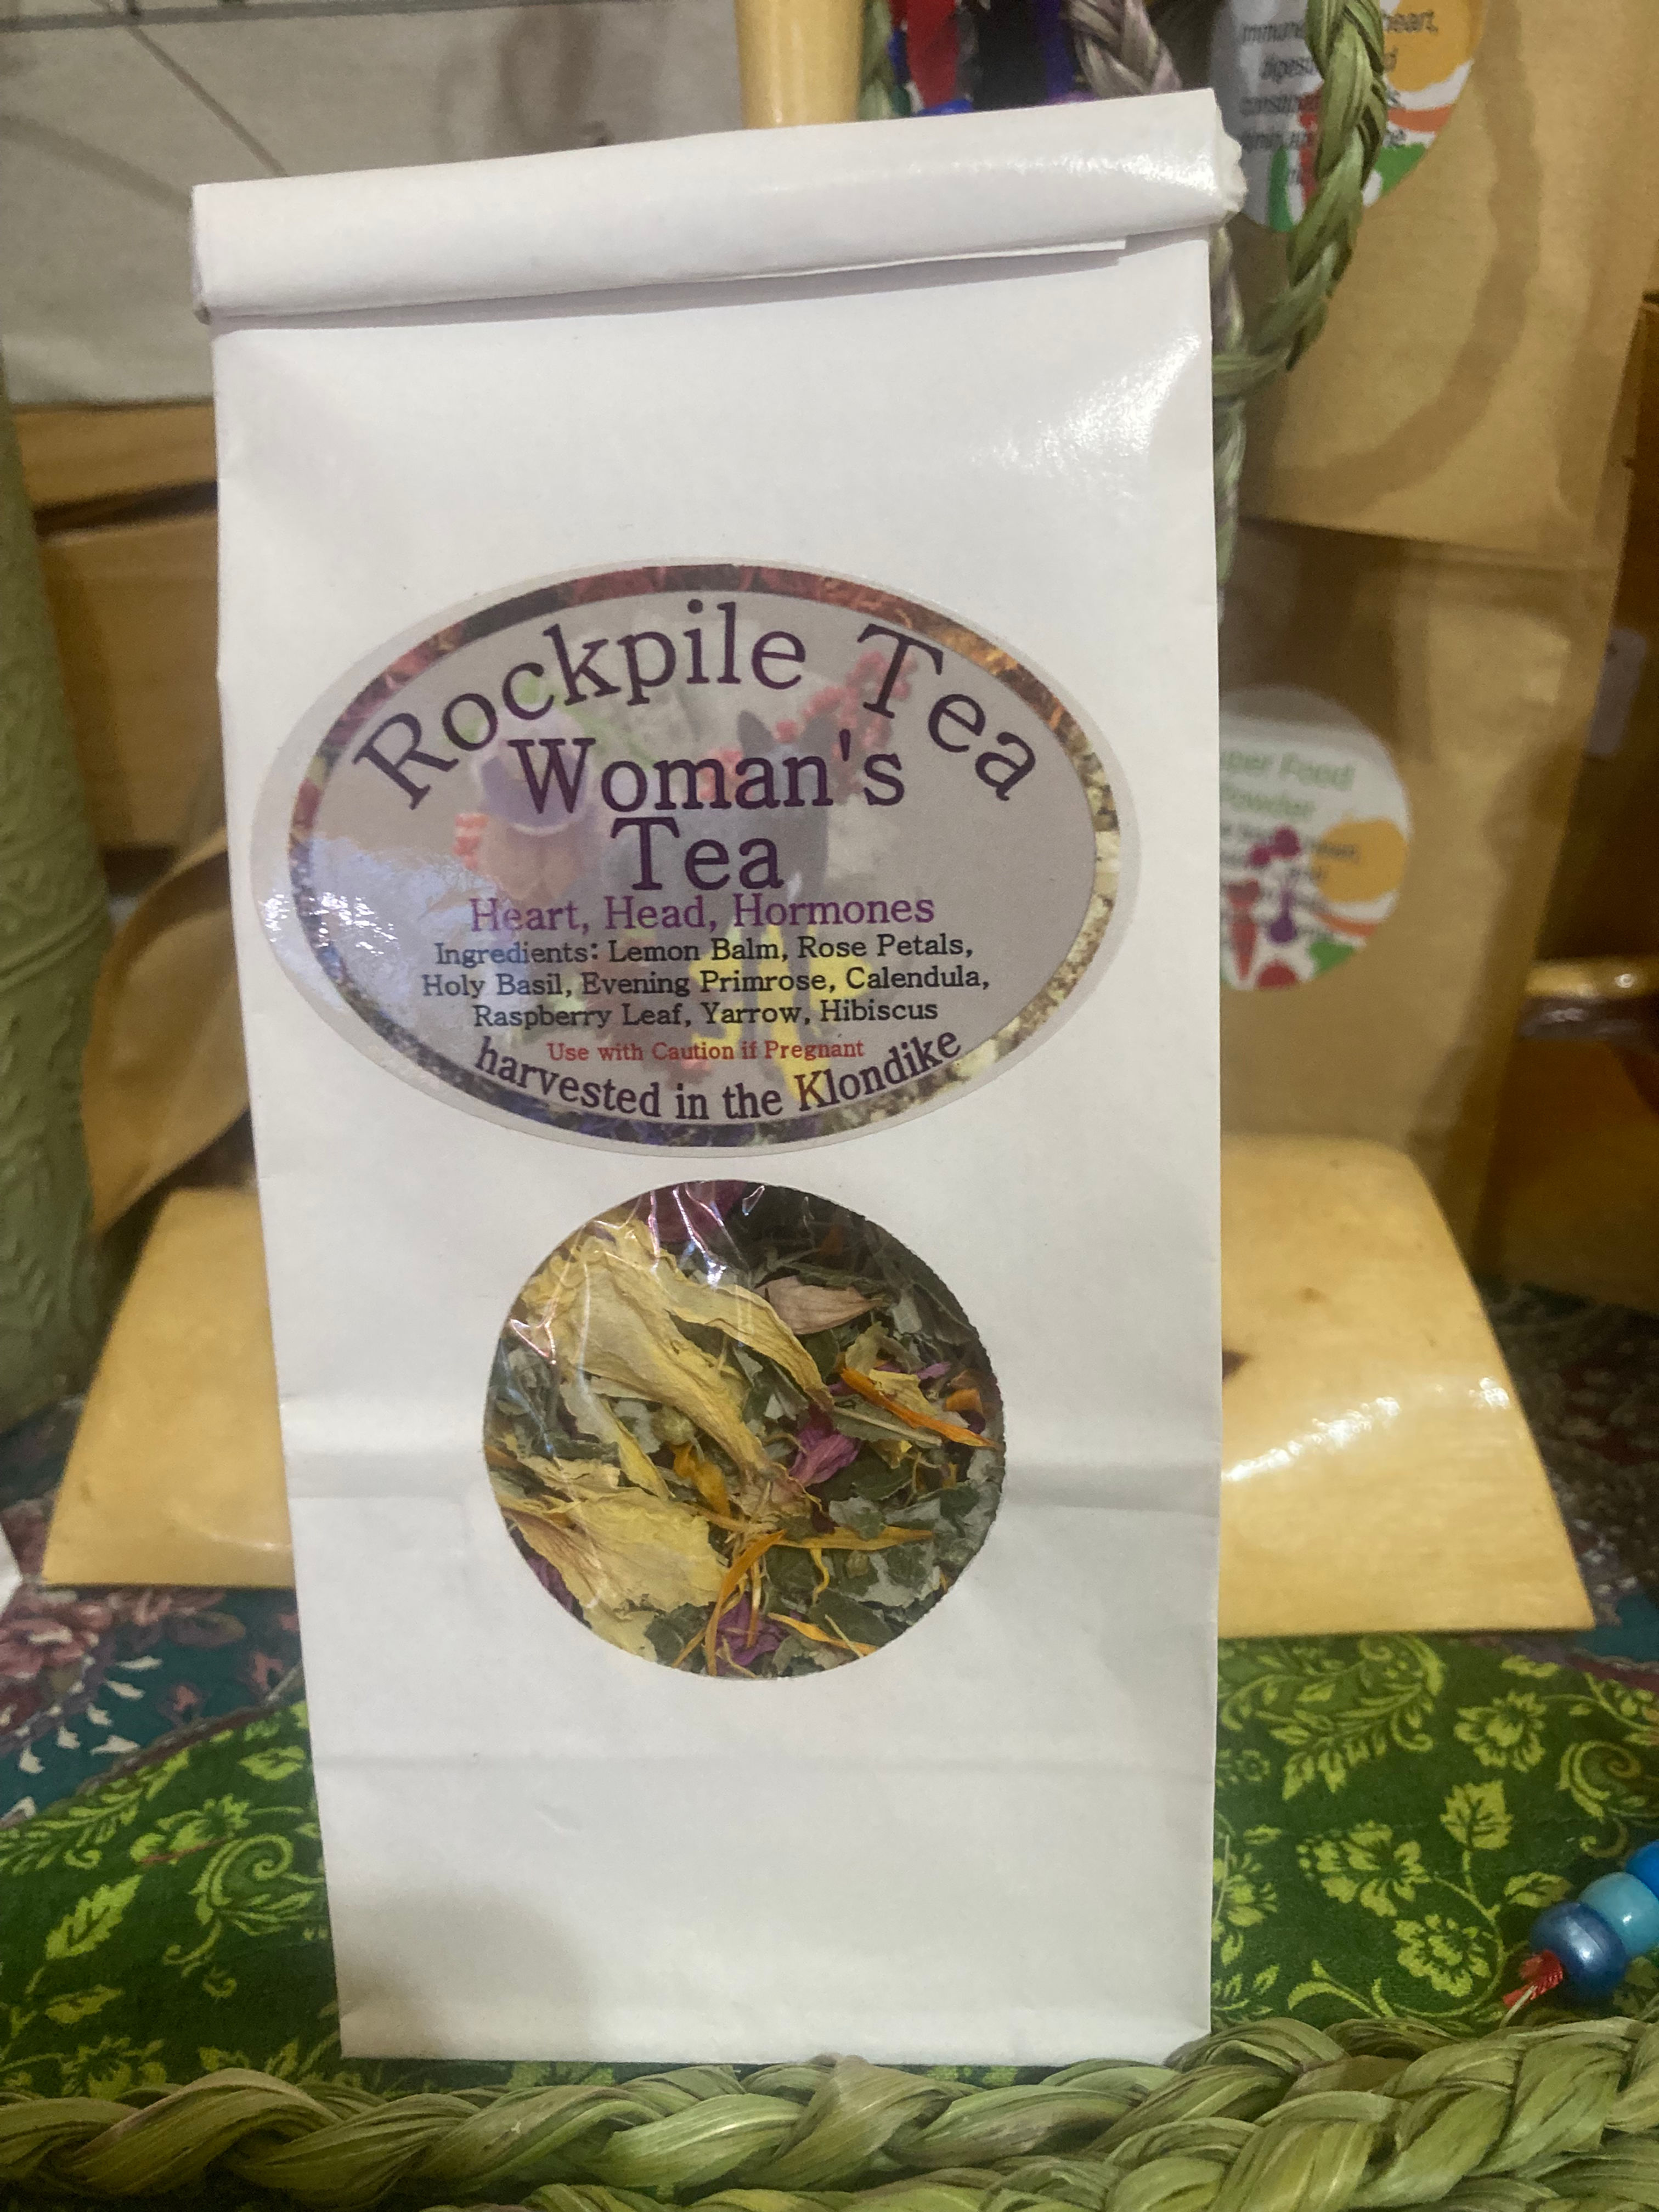 Rockpile Tea
Woman's
Tea
Heart, Head, Hormones
Ingredients: Lemon Balm, Rose Petals,
Holy Basil, Evening Primrose, Calendula,
Raspberry Leaf, Yarrow, Hibiscus
Use with Caution if Pregnant
harvested in the Klondike
Food